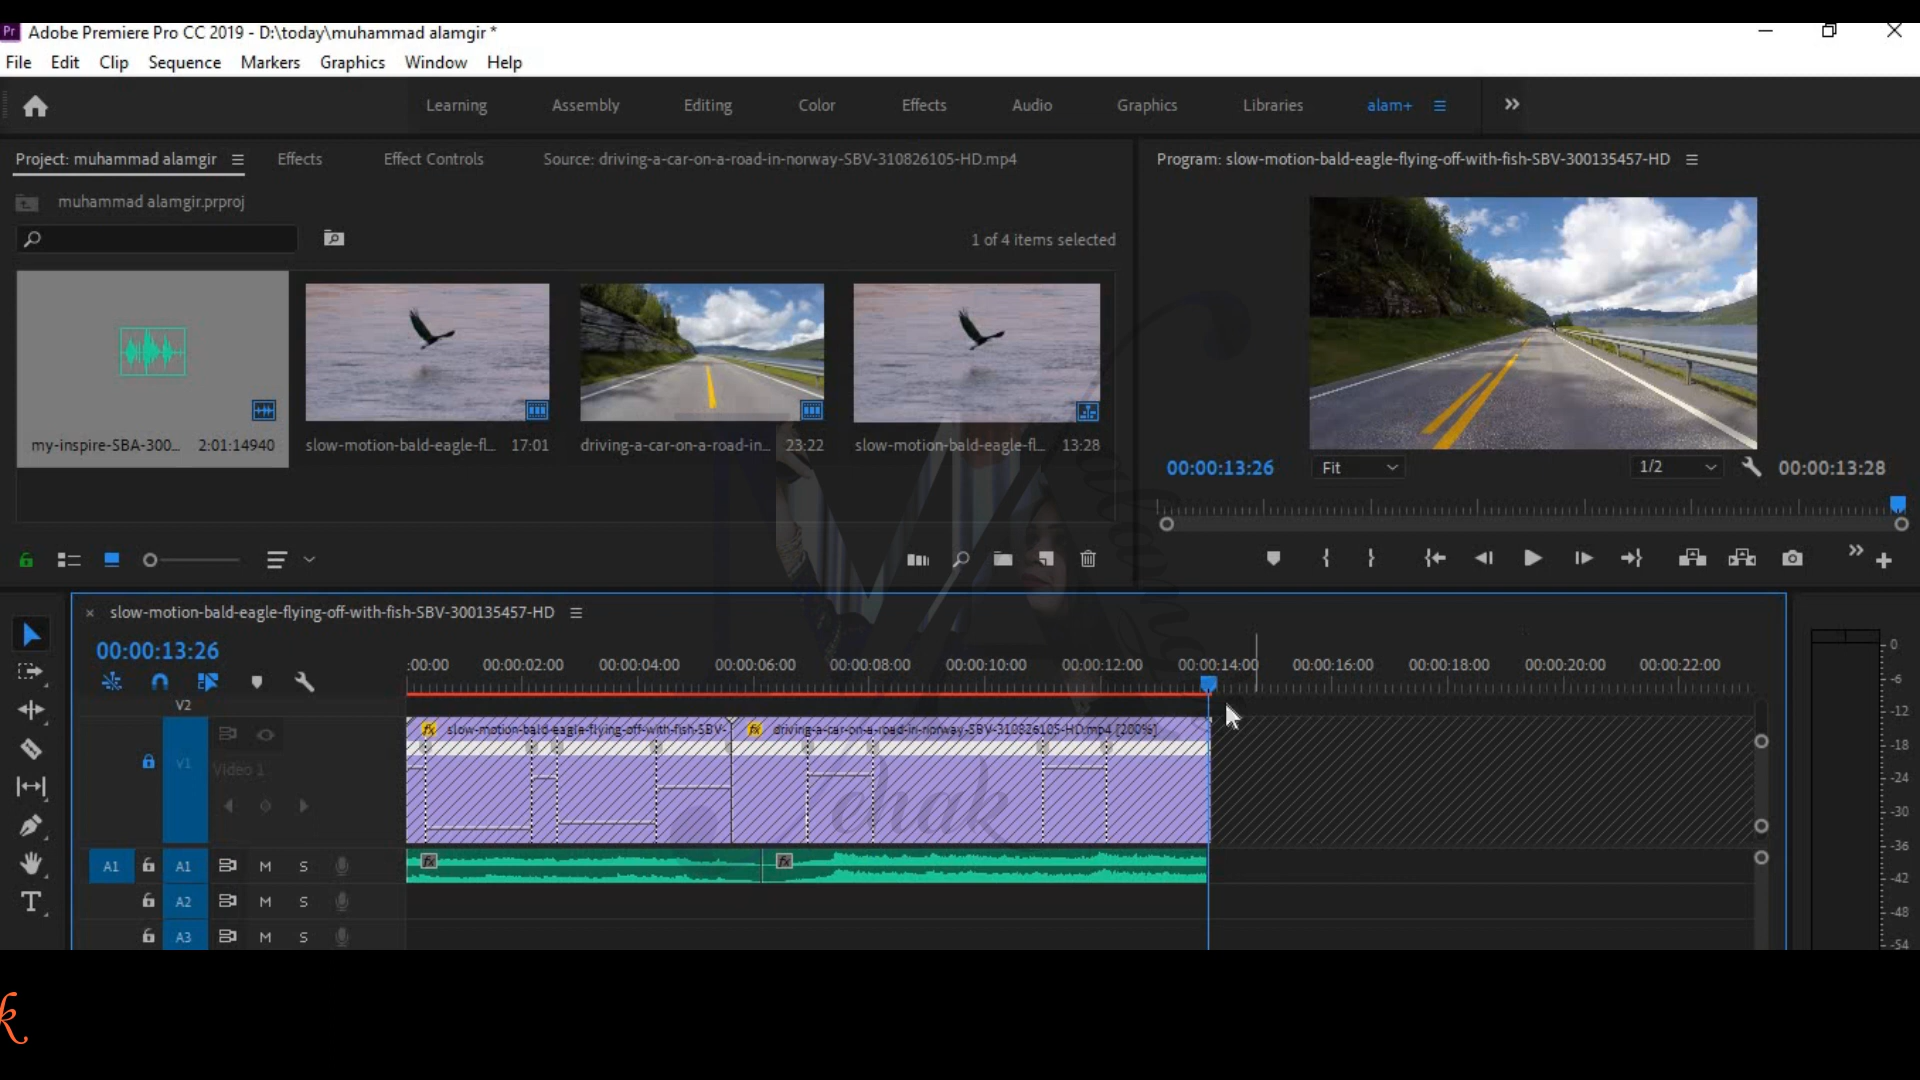 Pr Adobe Premiere Pro CC 2019 - D:\today\muhammad alamgir *
File Edit Clip Sequence Markers Graphics Window Help
Learning Assembly Editing Color Effects Audio Graphics Libraries alam+
Project: muhammad alamgir Effects Effect Controls Source: driving-a-car-on-a-road-in-norway-SBV-310826105-HD.mp4
Program: slow-motion-bald-eagle-flying-off-with-fish-SBV-300135457-HD
muhammad alamgir.prproj
1 of 4 items selected
my-inspire-SBA-300... 2:01:14940 slow-motion-bald-eagle-fl... 17:01 driving-a-car-on-a-road-in... 23:22 slow-motion-bald-eagle-fl... 13:28
00:00:13:26 Fit 1/2 00:00:13:28
slow-motion-bald-eagle-flying-off-with-fish-SBV-300135457-HD
00:00:13:26
:00:00 00:00:02:00 00:00:04:00 00:00:06:00 00:00:08:00 00:00:10:00 00:00:12:00 00:00:14:00 00:00:16:00 00:00:18:00 00:00:20:00 00:00:22:00
V2
fx slow-motion-bald-eagle-flying-off-with-fish-SBV- fx driving-a-car-on-a-road-in-norway-SBV-310826105-HD.mp4 [200%]
V1 Video 1
A1 A1 M S fx fx
A2 M S
A3 M S
0
-6
-12
-18
-24
-30
-36
-42
-48
-54
chak
k